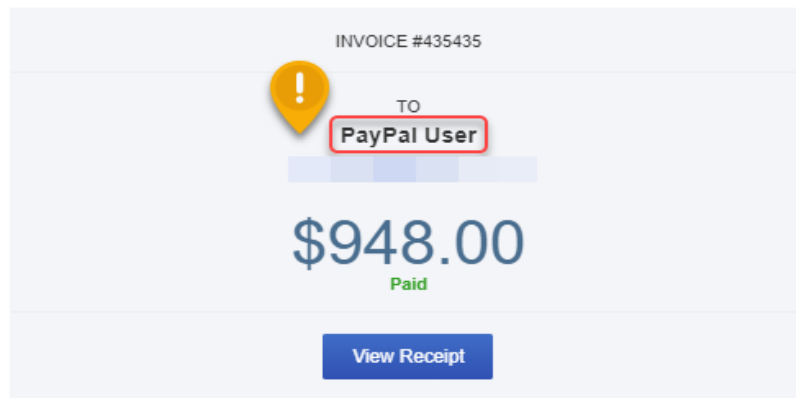 INVOICE #435435
!
TO
PayPal User
$948.00
Paid
View Receipt